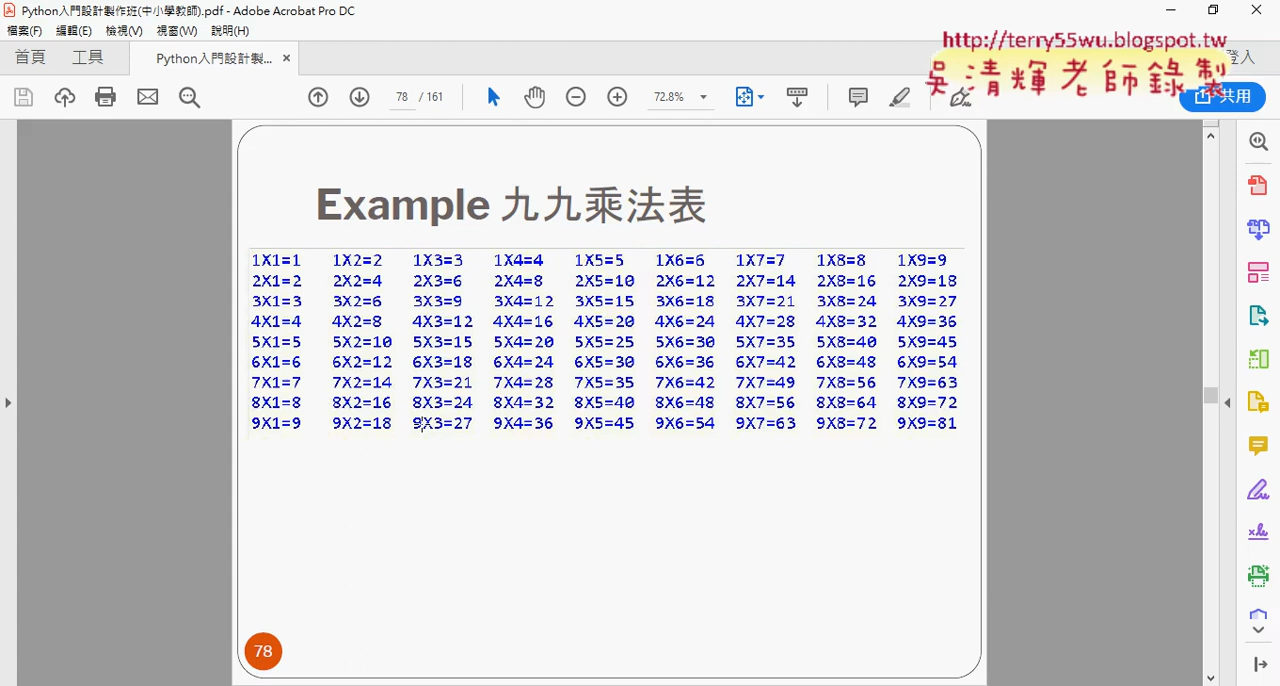 Python入門設計製作班(中小學教師).pdf - Adobe Acrobat Pro DC
檔案(F) 編輯(E) 檢視(V) 視窗(W) 說明(H)
http://terry55wu.blogspot.tw
吳清輝老師錄製
首頁 工具 Python入門設計製... × 登入
78 / 161 72.8% 共用
Example 九九乘法表
1X1=1 1X2=2 1X3=3 1X4=4 1X5=5 1X6=6 1X7=7 1X8=8 1X9=9
2X1=2 2X2=4 2X3=6 2X4=8 2X5=10 2X6=12 2X7=14 2X8=16 2X9=18
3X1=3 3X2=6 3X3=9 3X4=12 3X5=15 3X6=18 3X7=21 3X8=24 3X9=27
4X1=4 4X2=8 4X3=12 4X4=16 4X5=20 4X6=24 4X7=28 4X8=32 4X9=36
5X1=5 5X2=10 5X3=15 5X4=20 5X5=25 5X6=30 5X7=35 5X8=40 5X9=45
6X1=6 6X2=12 6X3=18 6X4=24 6X5=30 6X6=36 6X7=42 6X8=48 6X9=54
7X1=7 7X2=14 7X3=21 7X4=28 7X5=35 7X6=42 7X7=49 7X8=56 7X9=63
8X1=8 8X2=16 8X3=24 8X4=32 8X5=40 8X6=48 8X7=56 8X8=64 8X9=72
9X1=9 9X2=18 9X3=27 9X4=36 9X5=45 9X6=54 9X7=63 9X8=72 9X9=81
78